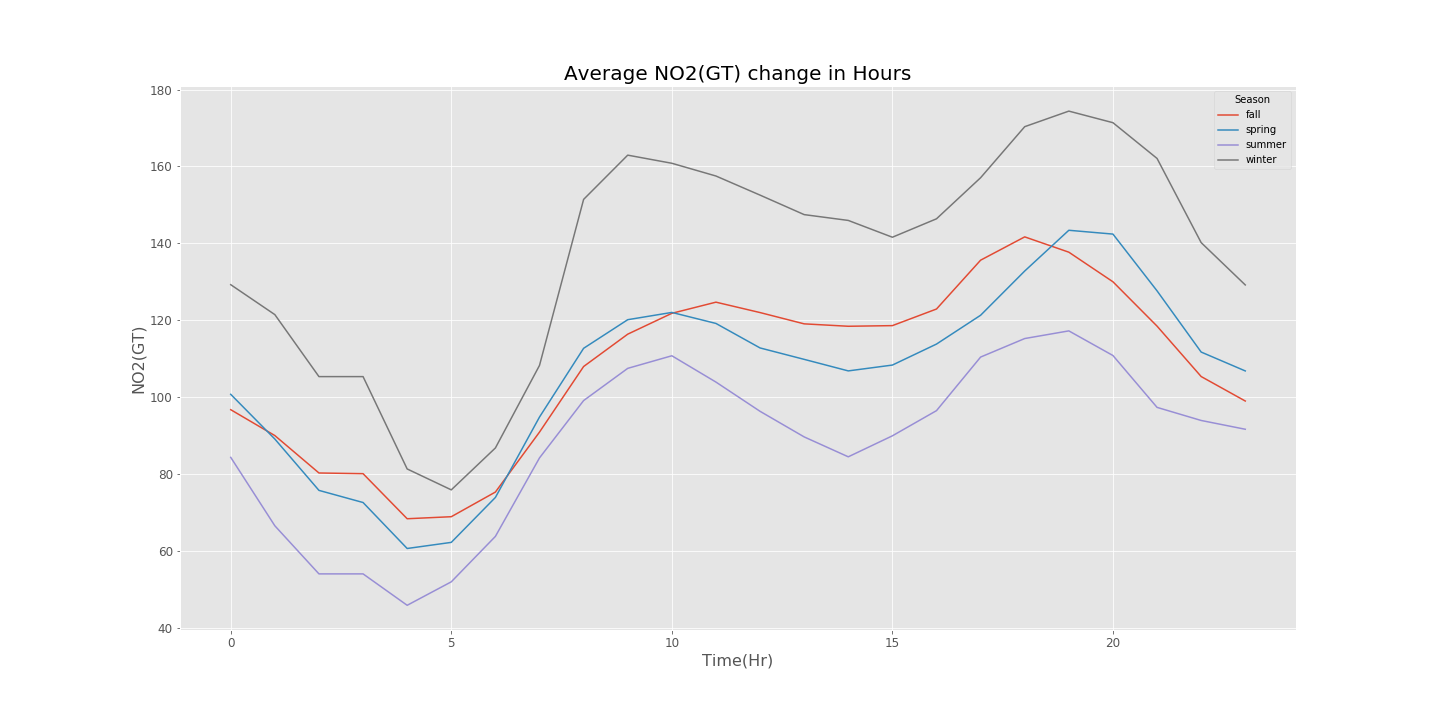 Average NO2(GT) change in Hours
Season
fall
spring
summer
winter
180
160
140
120
100
80
60
40
NO2(GT)
0 5 10 15 20
Time(Hr)